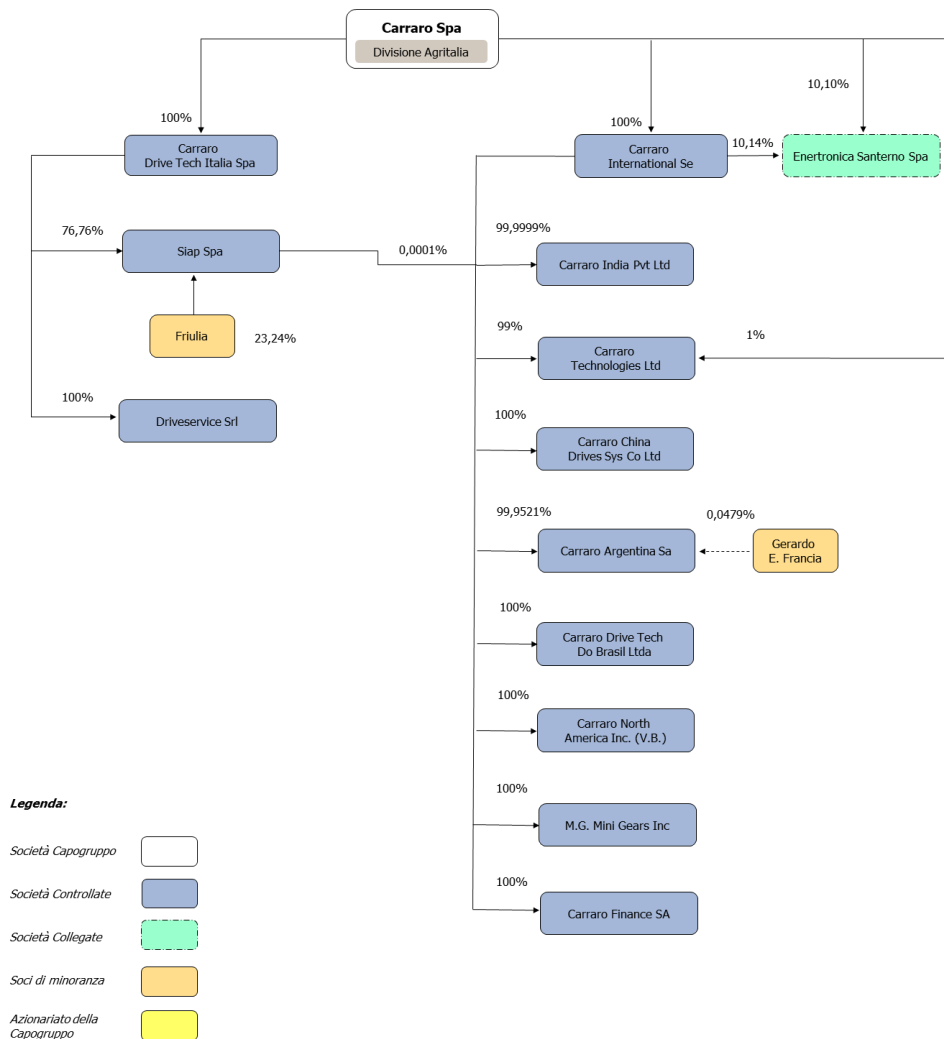 Carraro Spa
Divisione Agritalia
10,10%
100%
100%
Carraro
Drive Tech Italia Spa
Carraro
International Se
10,14%
Enertronica Santerno Spa
76,76%
Siap Spa
0,0001%
99,9999%
Carraro India Pvt Ltd
Friulia
23,24%
99%
Carraro
Technologies Ltd
1%
100%
Driveservice Srl
100%
Carraro China
Drives Sys Co Ltd
99,9521%
Carraro Argentina Sa
0,0479%
Gerardo
E. Francia
100%
Carraro Drive Tech
Do Brasil Ltda
100%
Carraro North
America Inc. (V.B.)
100%
M.G. Mini Gears Inc
100%
Carraro Finance SA
Legenda:
Società Capogruppo
Società Controllate
Società Collegate
Soci di minoranza
Azionariato della
Capogruppo